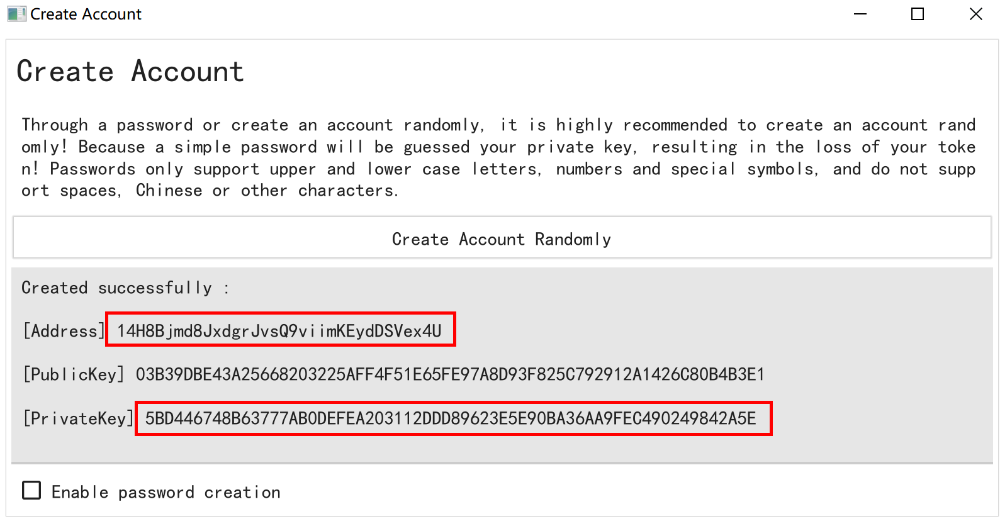 Create Account
Create Account
Through a password or create an account randomly, it is highly recommended to create an account rand
omly! Because a simple password will be guessed your private key, resulting in the loss of your toke
n! Passwords only support upper and lower case letters, numbers and special symbols, and do not supp
ort spaces, Chinese or other characters.
Create Account Randomly
Created successfully :
[Address] 14H8Bjmd8JxdgrJvsQ9viimKEydDSVex4U
[PublicKey] 03B39DBE43A25668203225AFF4F51E65FE97A8D93F825C792912A1426C80B4B3E1
[PrivateKey] 5BD446748B63777AB0DEFEA203112DDD89623E5E90BA36AA9FEC490249842A5E
Enable password creation